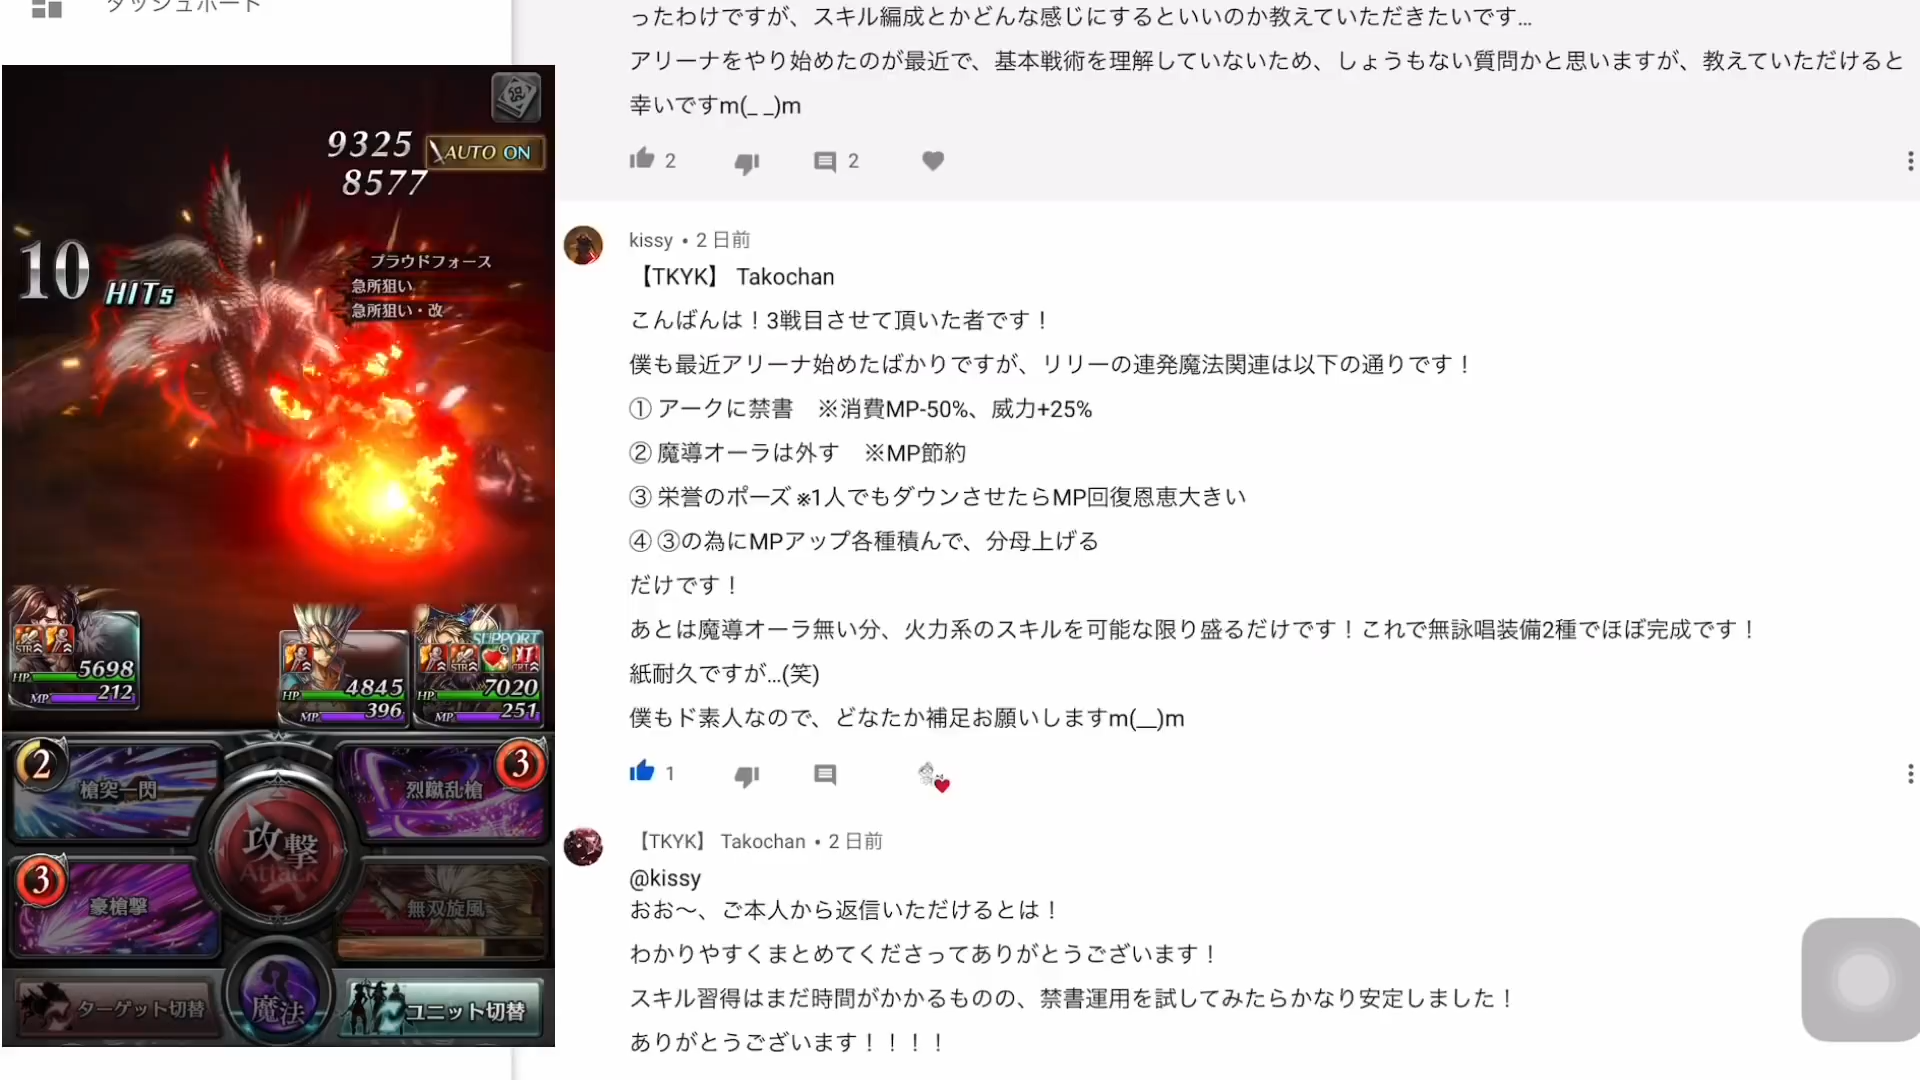 ダッシュボード
9325
AUTO ON
8577
10 HITs
プラウドフォース
急所狙い
急所狙い・改
STR
HP 5698
MP 212
HP 4845
MP 396
SUPPORT
STR
CRI
HP 7020
MP 251
2
槍突一閃
3
烈蹴乱槍
攻撃
Attack
3
豪槍撃
無双旋風
ターゲット切替
魔法
ユニット切替
ったわけですが、スキル編成とかどんな感じにするといいのか教えていただきたいです...
アリーナをやり始めたのが最近で、基本戦術を理解していないため、しょうもない質問かと思いますが、教えていただけると
幸いですm(_ _)m
2
2
kissy • 2 日前
【TKYK】 Takochan
こんばんは！3戦目させて頂いた者です！
僕も最近アリーナ始めたばかりですが、リリーの連発魔法関連は以下の通りです！
① アークに禁書　※消費MP-50%、威力+25%
② 魔導オーラは外す　※MP節約
③ 栄誉のポーズ ※1人でもダウンさせたらMP回復恩恵大きい
④ ③の為にMPアップ各種積んで、分母上げる
だけです！
あとは魔導オーラ無い分、火力系のスキルを可能な限り盛るだけです！これで無詠唱装備2種でほぼ完成です！
紙耐久ですが...(笑)
僕もド素人なので、どなたか補足お願いしますm(__)m
1
【TKYK】 Takochan • 2 日前
@kissy
おお〜、ご本人から返信いただけるとは！
わかりやすくまとめてくださってありがとうございます！
スキル習得はまだ時間がかかるものの、禁書運用を試してみたらかなり安定しました！
ありがとうございます！！！！